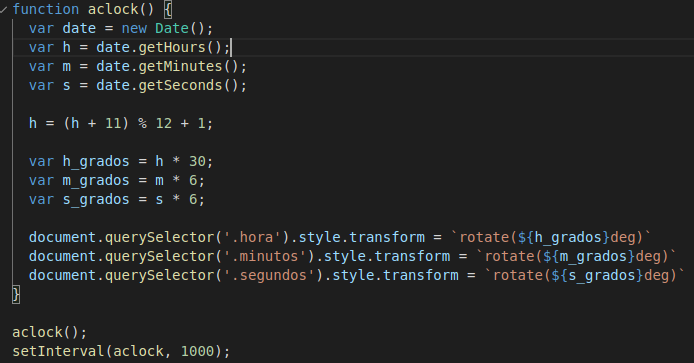 function aclock() {
  var date = new Date();
  var h = date.getHours();
  var m = date.getMinutes();
  var s = date.getSeconds();

  h = (h + 11) % 12 + 1;

  var h_grados = h * 30;
  var m_grados = m * 6;
  var s_grados = s * 6;

  document.querySelector('.hora').style.transform = `rotate(${h_grados}deg)`
  document.querySelector('.minutos').style.transform = `rotate(${m_grados}deg)`
  document.querySelector('.segundos').style.transform = `rotate(${s_grados}deg)`
}

aclock();
setInterval(aclock, 1000);